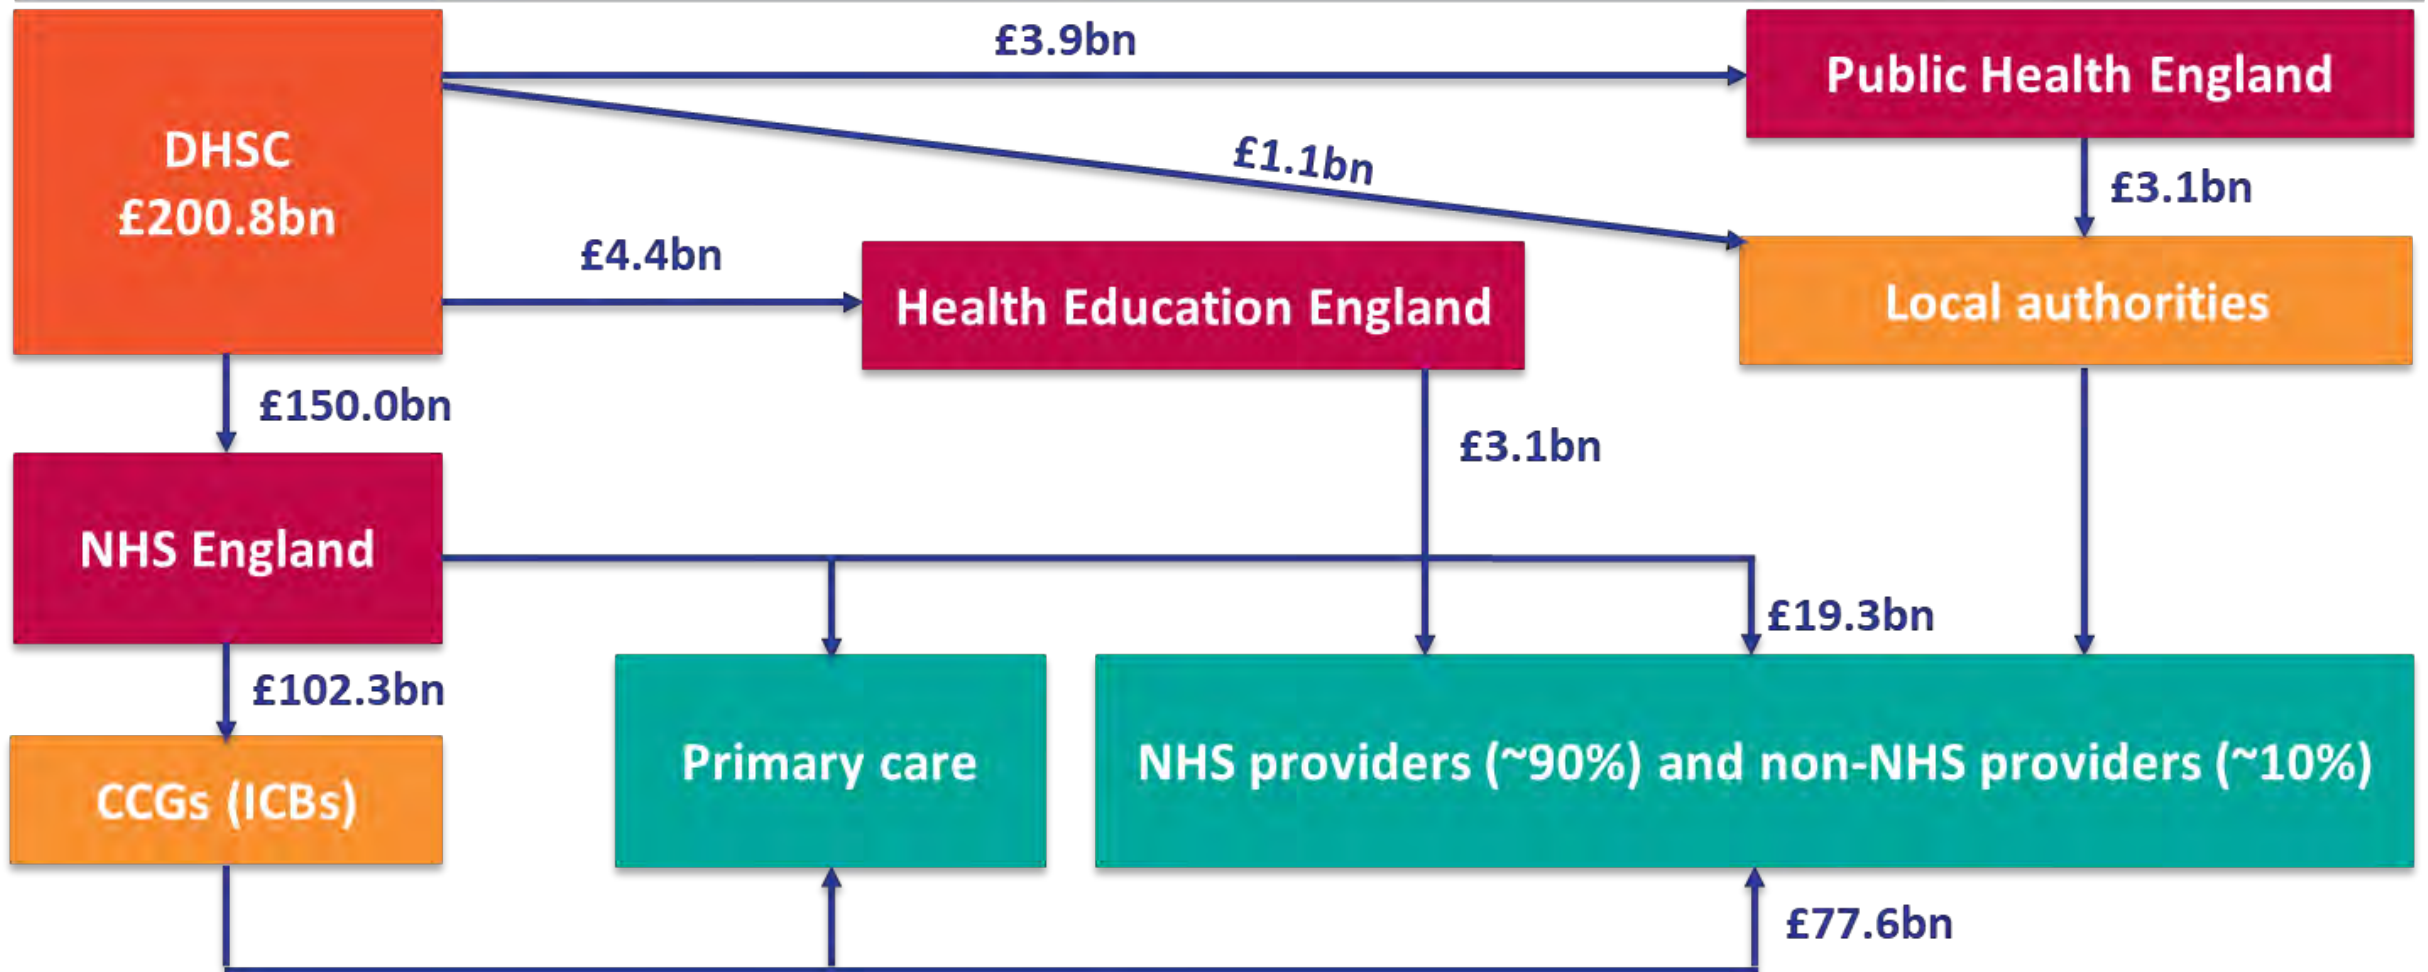 £3.9bn
Public Health England
DHSC
£200.8bn
£1.1bn
£3.1bn
£4.4bn
Health Education England
Local authorities
£150.0bn
£3.1bn
NHS England
£19.3bn
£102.3bn
Primary care
NHS providers (~90%) and non-NHS providers (~10%)
CCGs (ICBs)
£77.6bn